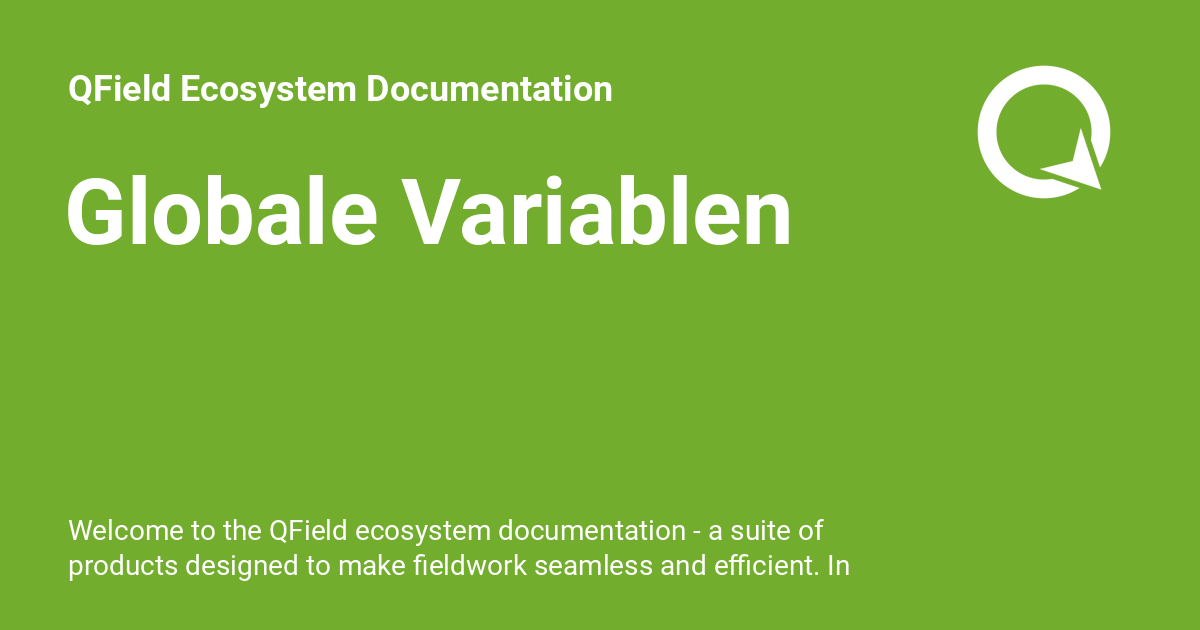 QField Ecosystem Documentation
Globale Variablen
Welcome to the QField ecosystem documentation - a suite of
products designed to make fieldwork seamless and efficient. In